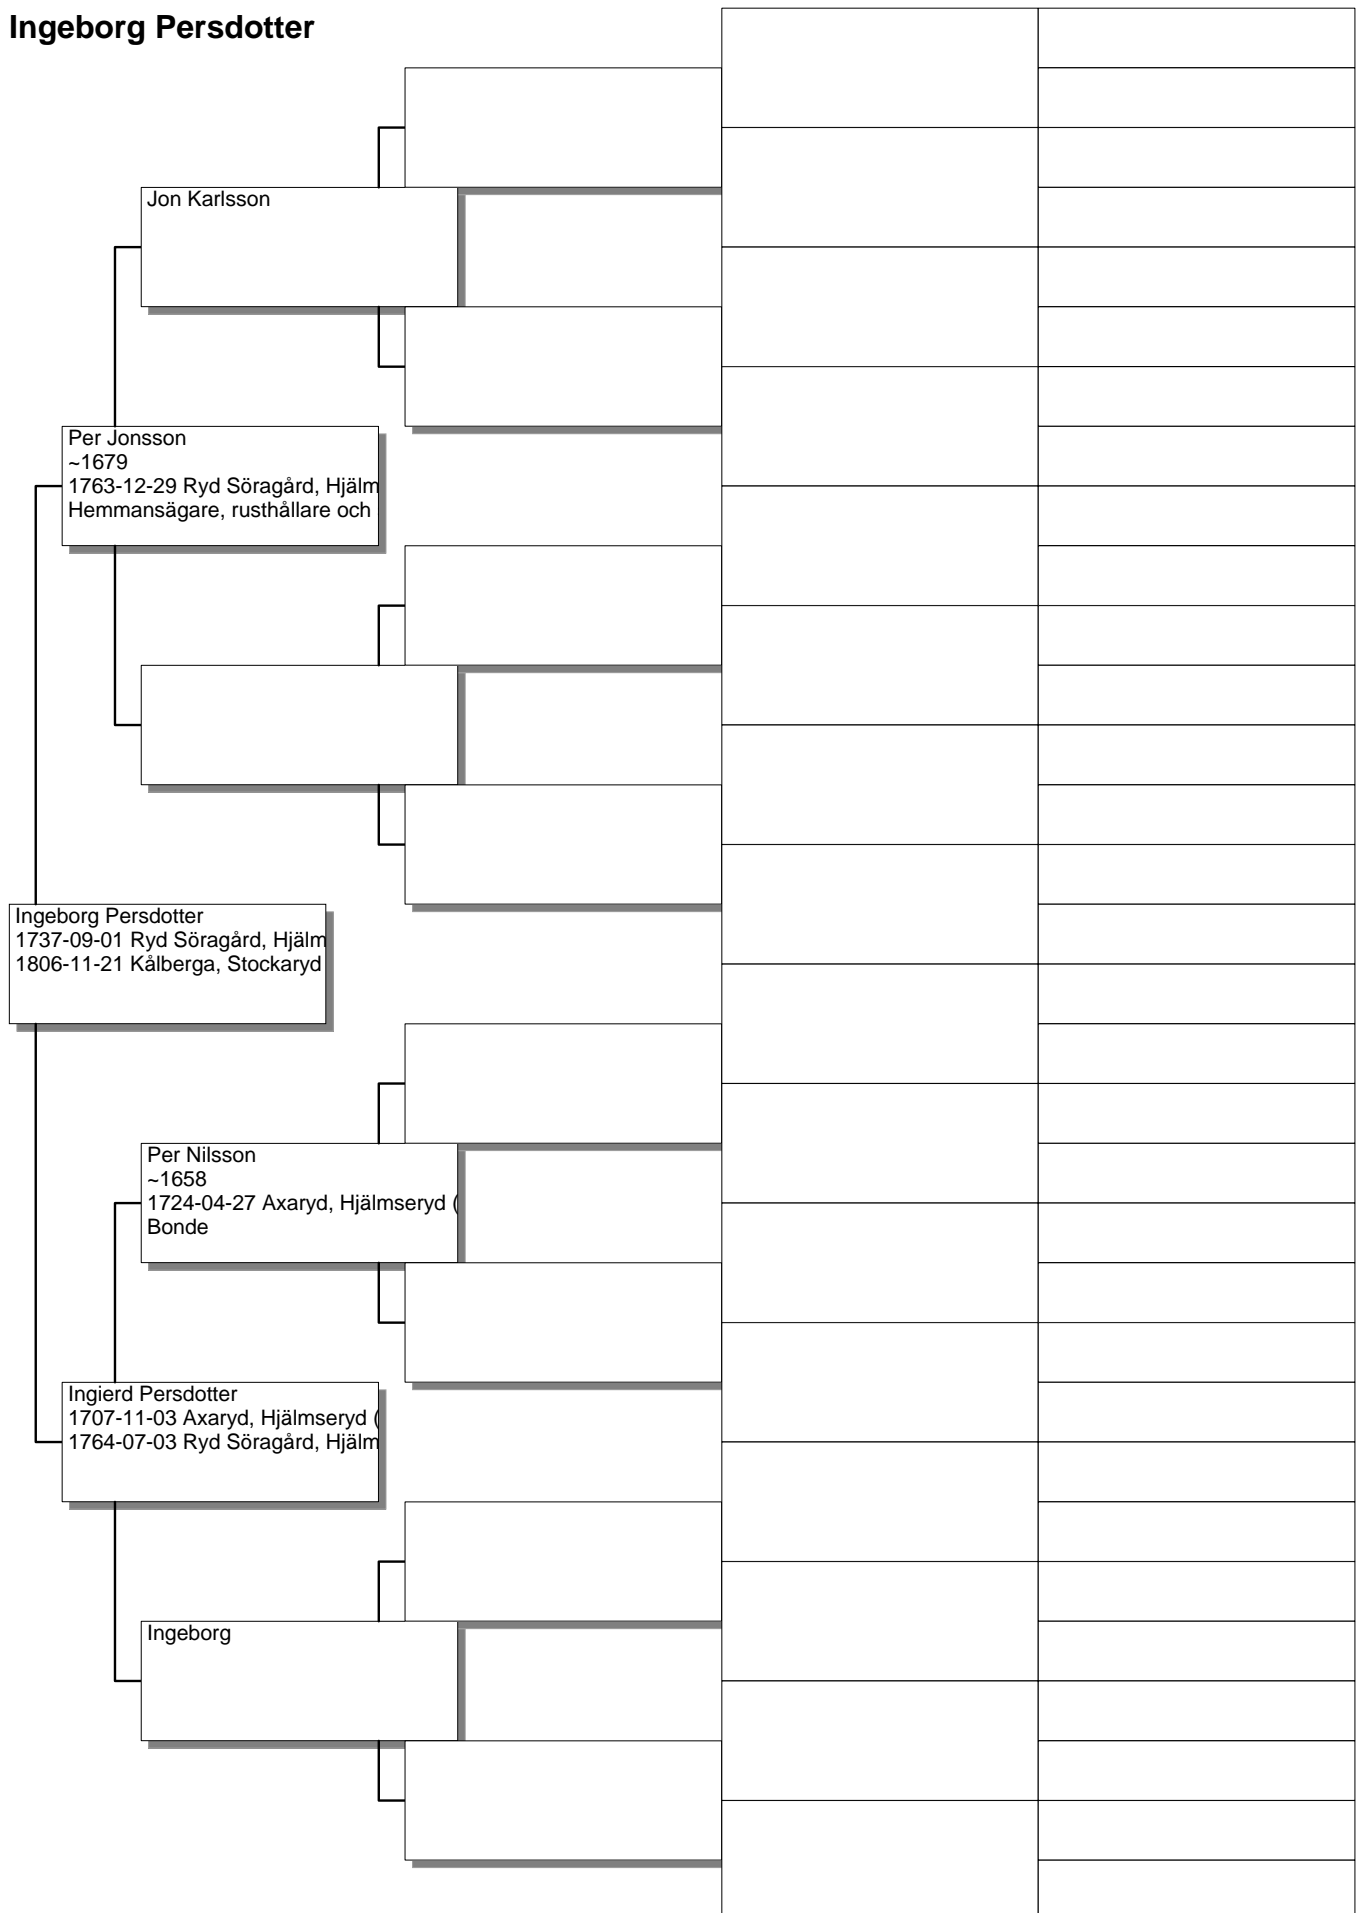 Ingeborg Persdotter
Jon Karlsson
Per Jonsson
~1679
1763-12-29 Ryd Söragård, Hjälm
Hemmansägare, rusthållare och
Ingeborg Persdotter
1737-09-01 Ryd Söragård, Hjälm
1806-11-21 Kålberga, Stockaryd
Per Nilsson
~1658
1724-04-27 Axaryd, Hjälmseryd (
Bonde
Ingierd Persdotter
1707-11-03 Axaryd, Hjälmseryd (
1764-07-03 Ryd Söragård, Hjälm
Ingeborg